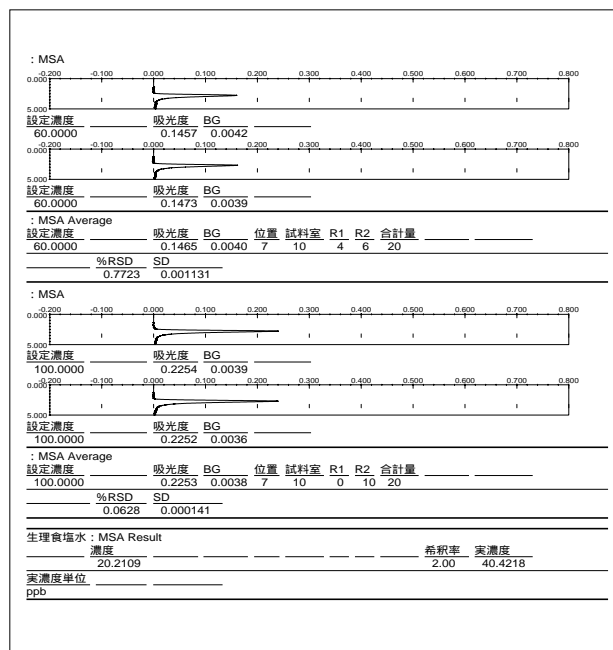 : MSA
-0.200 -0.100 0.000 0.100 0.200 0.300 0.400 0.500 0.600 0.700 0.800
0.000
5.000
設定濃度 吸光度 BG
60.0000 0.1457 0.0042
-0.200 -0.100 0.000 0.100 0.200 0.300 0.400 0.500 0.600 0.700 0.800
0.000
5.000
設定濃度 吸光度 BG
60.0000 0.1473 0.0039
: MSA Average
設定濃度 吸光度 BG 位置 試料室 R1 R2 合計量
60.0000 0.1465 0.0040 7 10 4 6 20
%RSD SD
0.7723 0.001131
: MSA
-0.200 -0.100 0.000 0.100 0.200 0.300 0.400 0.500 0.600 0.700 0.800
0.000
5.000
設定濃度 吸光度 BG
100.0000 0.2254 0.0039
-0.200 -0.100 0.000 0.100 0.200 0.300 0.400 0.500 0.600 0.700 0.800
0.000
5.000
設定濃度 吸光度 BG
100.0000 0.2252 0.0036
: MSA Average
設定濃度 吸光度 BG 位置 試料室 R1 R2 合計量
100.0000 0.2253 0.0038 7 10 0 10 20
%RSD SD
0.0628 0.000141
生理食塩水 : MSA Result
濃度 希釈率 実濃度
20.2109 2.00 40.4218
実濃度単位
ppb